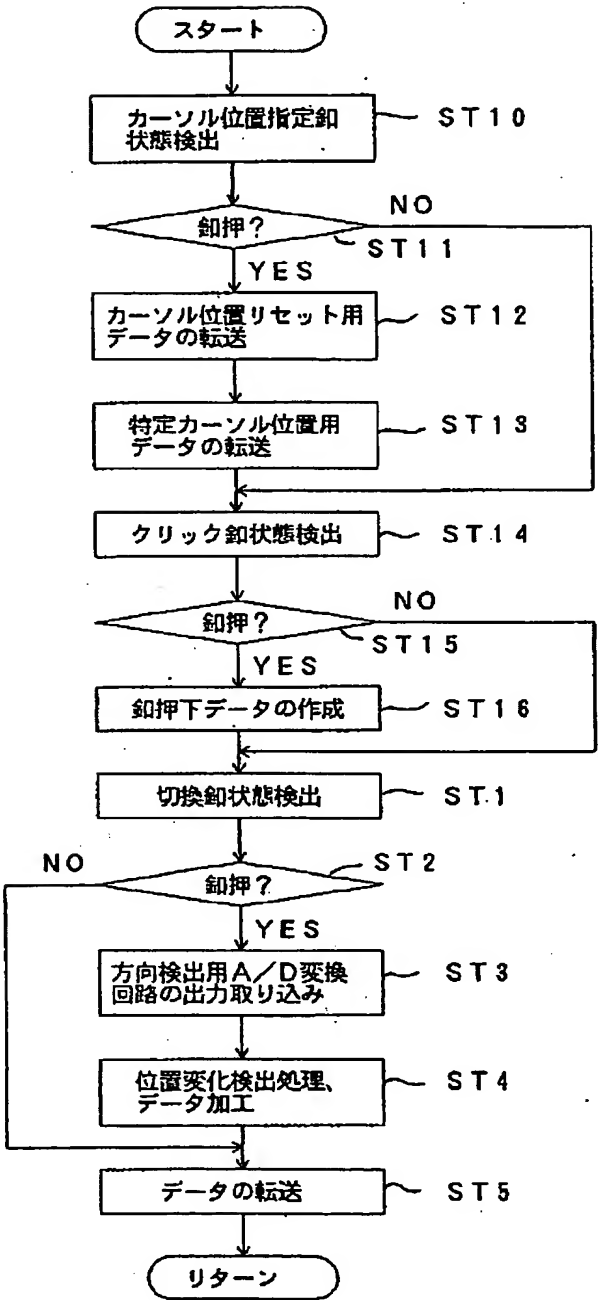 スタート
カーソル位置指定釦
状態検出
ST10
釦押?
NO
ST11
YES
カーソル位置リセット用
データの転送
ST12
特定カーソル位置用
データの転送
ST13
クリック釦状態検出
ST14
釦押?
NO
ST15
YES
釦押下データの作成
ST16
切換釦状態検出
ST1
NO
釦押?
ST2
YES
方向検出用A/D変換
回路の出力取り込み
ST3
位置変化検出処理、
データ加工
ST4
データの転送
ST5
リターン